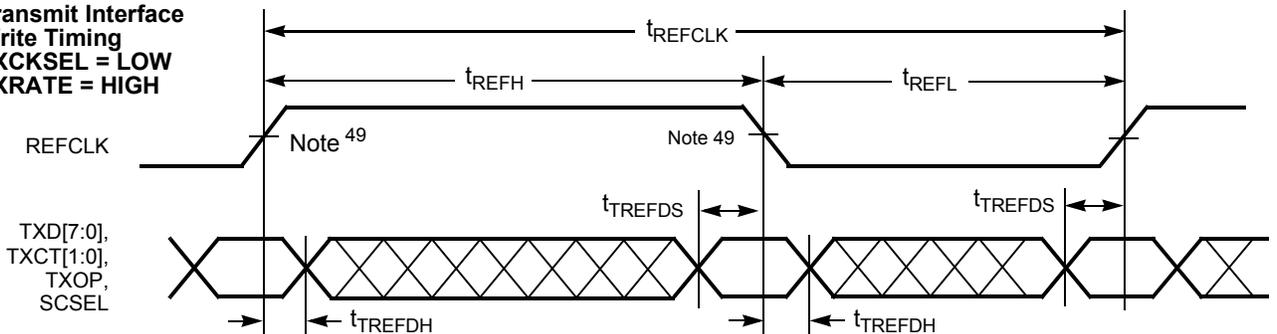 ransmit Interface
rite Timing
XCKSEL = LOW
XRATE = HIGH
tREFCLK
tREFH
tREFL
REFCLK
Note 49
Note 49
tTREFDS
tTREFDS
TXD[7:0],
TXCT[1:0],
TXOP,
SCSEL
tTREFDH
tTREFDH